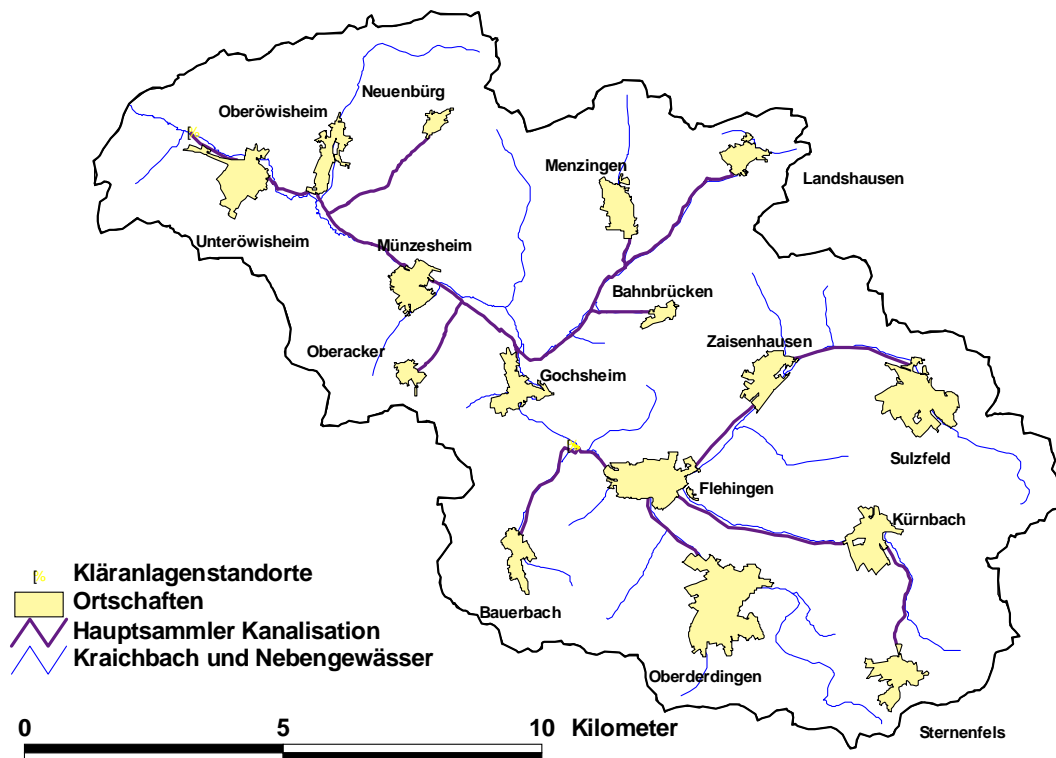 Neuenbürg
Oberöwisheim
Menzingen
Landshausen
Unteröwisheim
Münzesheim
Bahnbrücken
Zaisenhausen
Oberacker
Gochsheim
Sulzfeld
Flehingen
Kürnbach
Bauerbach
Oberderdingen
Sternenfels
Kläranlagenstandorte
Ortschaften
Hauptsammler Kanalisation
Kraichbach und Nebengewässer
0 5 10 Kilometer